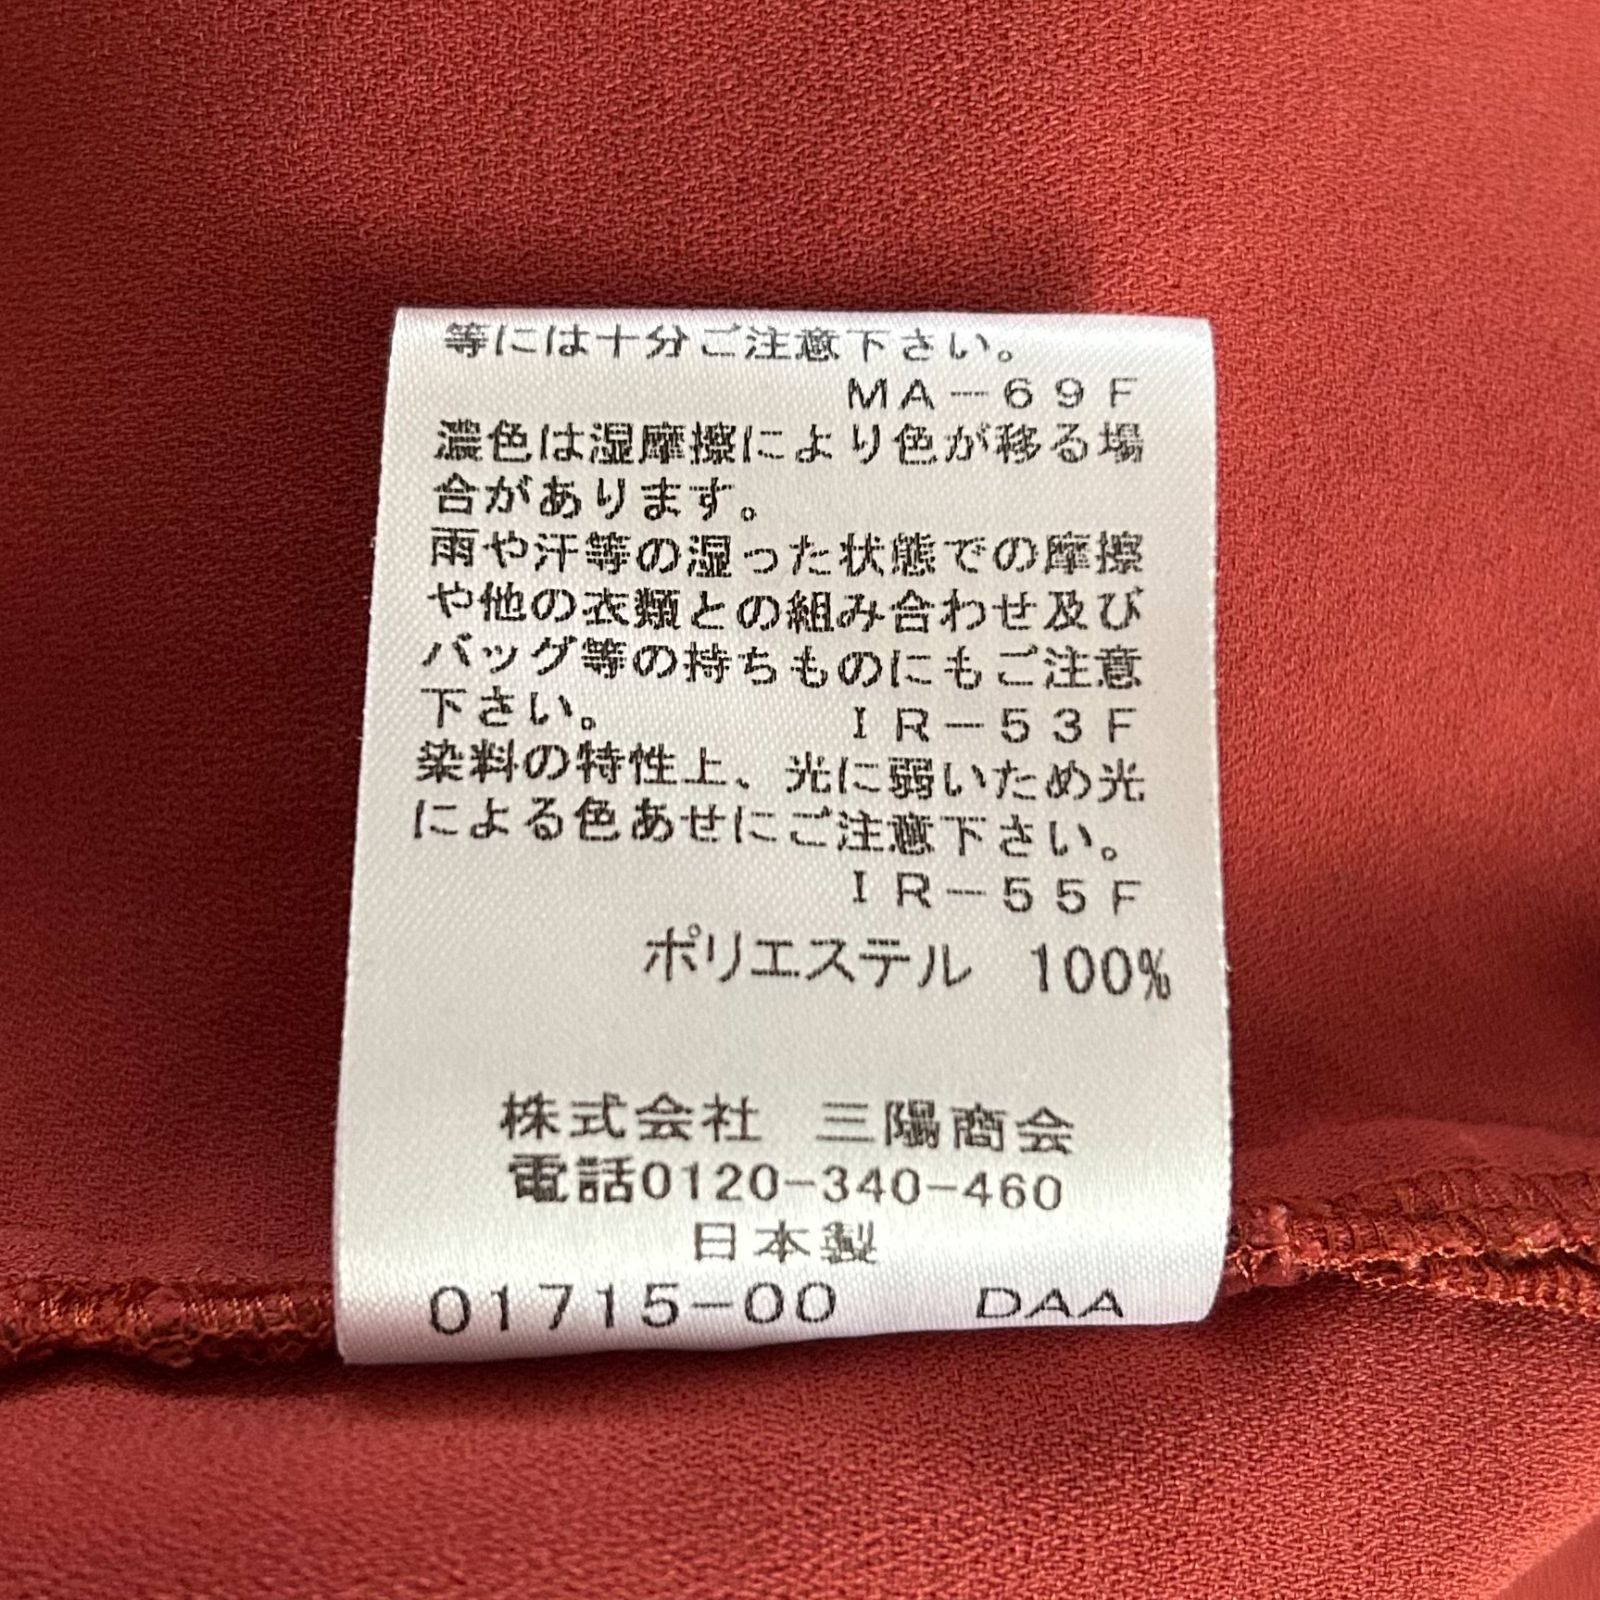 等には十分ご注意下さい。
MA-69F
濃色は湿摩擦により色が移る場
合があります。
雨や汗等の湿った状態での摩擦
や他の衣類との組み合わせ及び
バッグ等の持ちものにもご注意
下さい。 IR-53F
染料の特性上、光に弱いため光
による色あせにご注意下さい。
IR-55F
ポリエステル 100%
株式会社 三陽商会
電話0120-340-460
日本製
01715-00 DAA